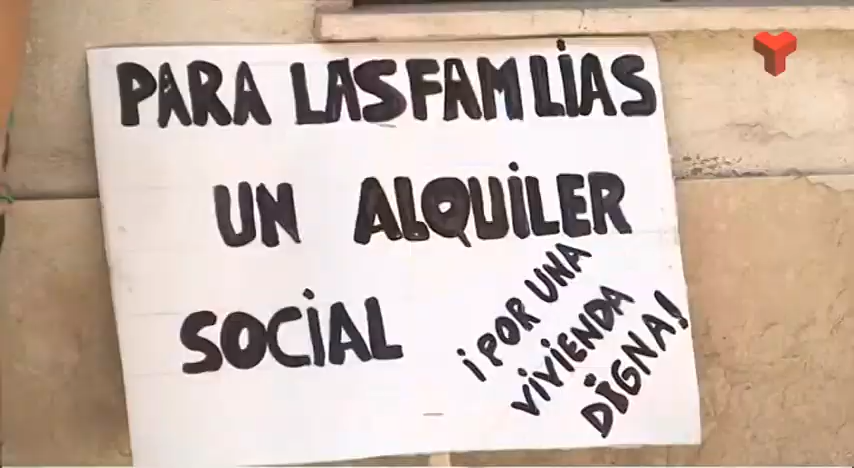 PARA LAS FAMLIAS
UN ALQUILER
SOCIAL
¡POR UNA
VIVIENDA
DIGNA!